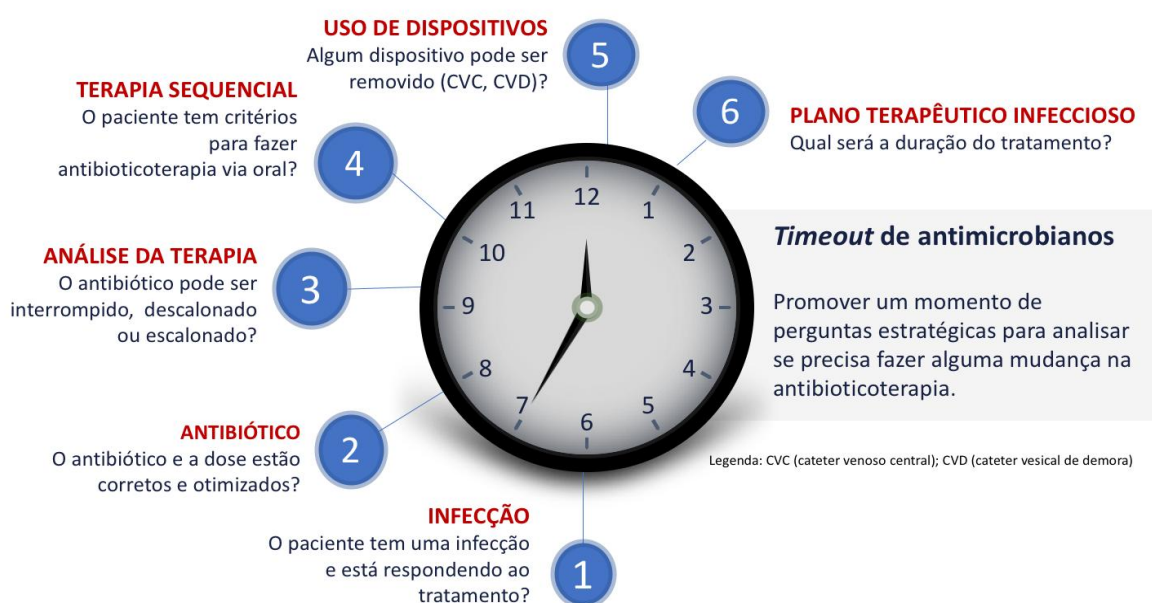 USO DE DISPOSITIVOS
Algum dispositivo pode ser
removido (CVC, CVD)?
5
TERAPIA SEQUENCIAL
O paciente tem critérios
para fazer
antibioticoterapia via oral?
4
6
PLANO TERAPÊUTICO INFECCIOSO
Qual será a duração do tratamento?
ANÁLISE DA TERAPIA
O antibiótico pode ser
interrompido, descalonado
ou escalonado?
3
12
1
2
3
4
5
6
7
8
9
10
11
Timeout de antimicrobianos
Promover um momento de
perguntas estratégicas para analisar
se precisa fazer alguma mudança na
antibioticoterapia.
ANTIBIÓTICO
O antibiótico e a dose estão
corretos e otimizados?
2
Legenda: CVC (cateter venoso central); CVD (cateter vesical de demora)
INFECÇÃO
O paciente tem uma infecção
e está respondendo ao
tratamento?
1